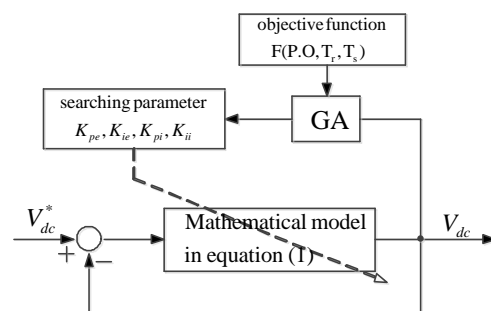 objective function
F(P.O, T_r, T_s)
searching parameter
K_pe, K_ie, K_pi, K_ii
GA
V*_dc
+
−
Mathematical model
in equation (1)
V_dc